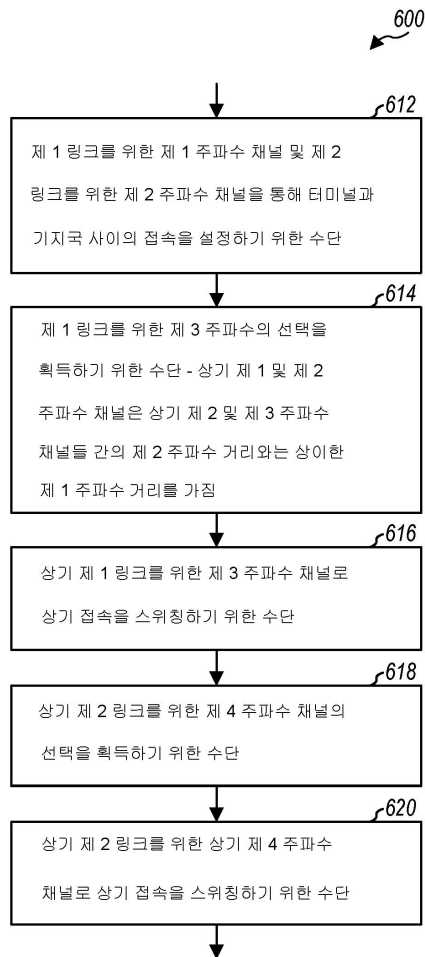 600
612
제 1 링크를 위한 제 1 주파수 채널 및 제 2
링크를 위한 제 2 주파수 채널을 통해 터미널과
기지국 사이의 접속을 설정하기 위한 수단
614
제 1 링크를 위한 제 3 주파수의 선택을
획득하기 위한 수단 - 상기 제 1 및 제 2
주파수 채널은 상기 제 2 및 제 3 주파수
채널들 간의 제 2 주파수 거리와는 상이한
제 1 주파수 거리를 가짐
616
상기 제 1 링크를 위한 제 3 주파수 채널로
상기 접속을 스위칭하기 위한 수단
618
상기 제 2 링크를 위한 제 4 주파수 채널의
선택을 획득하기 위한 수단
620
상기 제 2 링크를 위한 상기 제 4 주파수
채널로 상기 접속을 스위칭하기 위한 수단